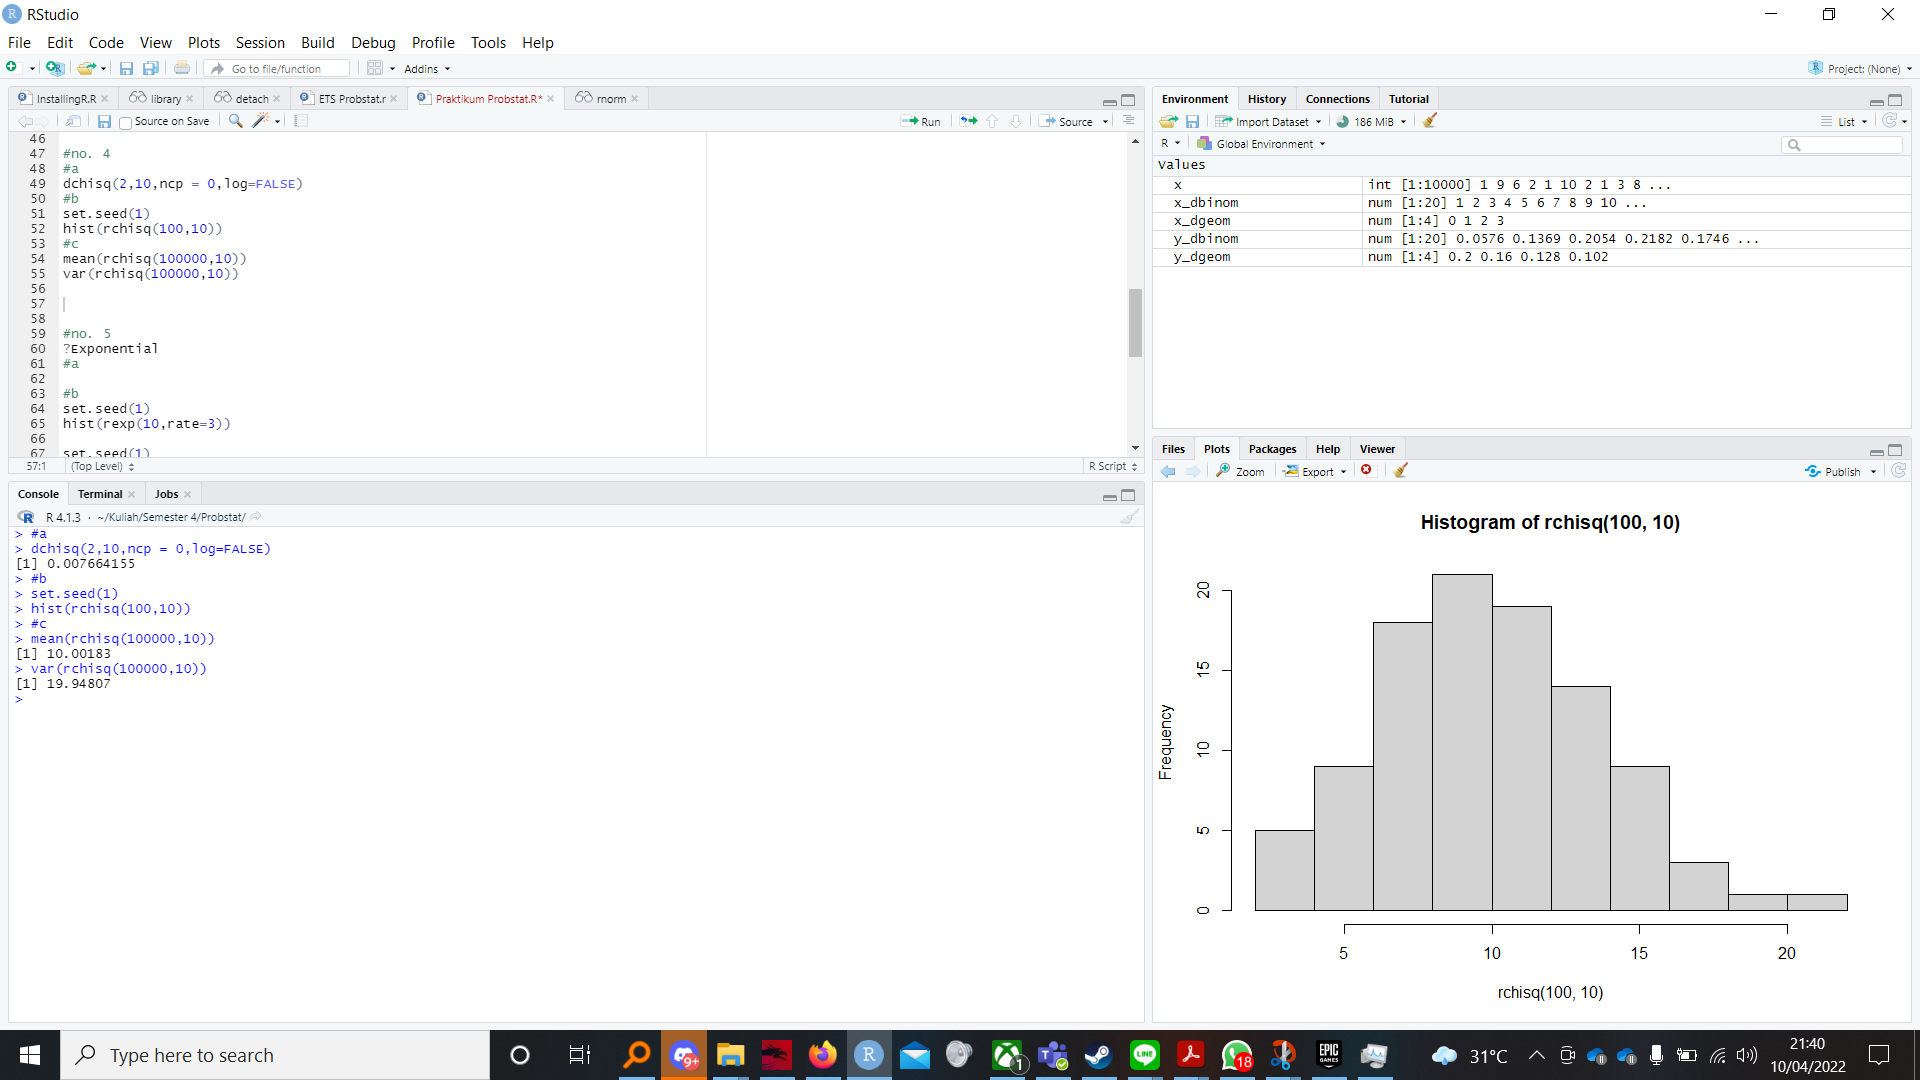 RStudio
File Edit Code View Plots Session Build Debug Profile Tools Help
Go to file/function Addins
Project: (None)
InstallingR.R library detach ETS Probstat.r Praktikum Probstat.R* rnorm
Source on Save Run Source
46
47 #no. 4
48 #a
49 dchisq(2,10,ncp = 0,log=FALSE)
50 #b
51 set.seed(1)
52 hist(rchisq(100,10))
53 #c
54 mean(rchisq(100000,10))
55 var(rchisq(100000,10))
56
57
58
59 #no. 5
60 ?Exponential
61 #a
62
63 #b
64 set.seed(1)
65 hist(rexp(10,rate=3))
66
67 set.seed(1)
57:1 (Top Level) R Script
Console Terminal Jobs
R 4.1.3 · ~/Kuliah/Semester 4/Probstat/
> #a
> dchisq(2,10,ncp = 0,log=FALSE)
[1] 0.007664155
> #b
> set.seed(1)
> hist(rchisq(100,10))
> #c
> mean(rchisq(100000,10))
[1] 10.00183
> var(rchisq(100000,10))
[1] 19.94807
>
Environment History Connections Tutorial
Import Dataset 186 MiB List
R Global Environment
Values
x int [1:10000] 1 9 6 2 1 10 2 1 3 8 ...
x_dbinom num [1:20] 1 2 3 4 5 6 7 8 9 10 ...
x_dgeom num [1:4] 0 1 2 3
y_dbinom num [1:20] 0.0576 0.1369 0.2054 0.2182 0.1746 ...
y_dgeom num [1:4] 0.2 0.16 0.128 0.102
Files Plots Packages Help Viewer
Zoom Export Publish
Histogram of rchisq(100, 10)
Frequency
20
15
10
5
0
5 10 15 20
rchisq(100, 10)
Type here to search
9+
R
1
LINE
18
EPIC GAMES
31°C
21:40
10/04/2022